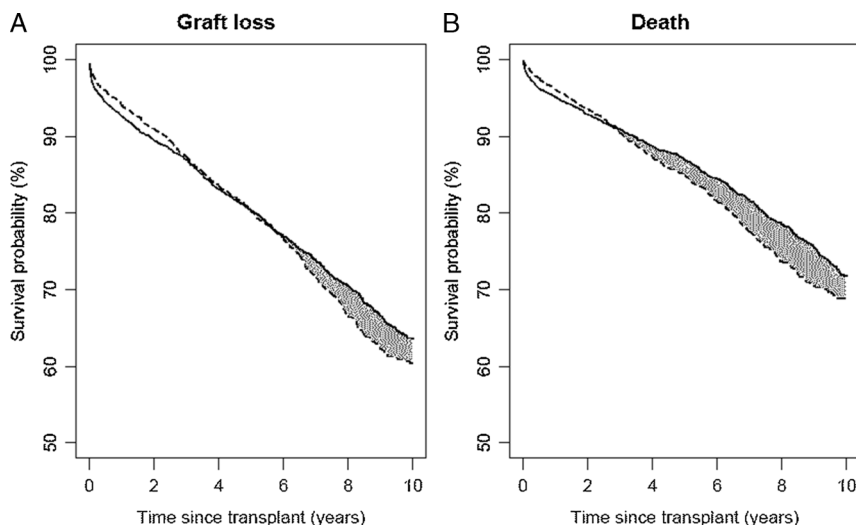 A
Graft loss
Survival probability (%)
100
90
80
70
60
50
0 2 4 6 8 10
Time since transplant (years)
B
Death
Survival probability (%)
100
90
80
70
60
50
0 2 4 6 8 10
Time since transplant (years)